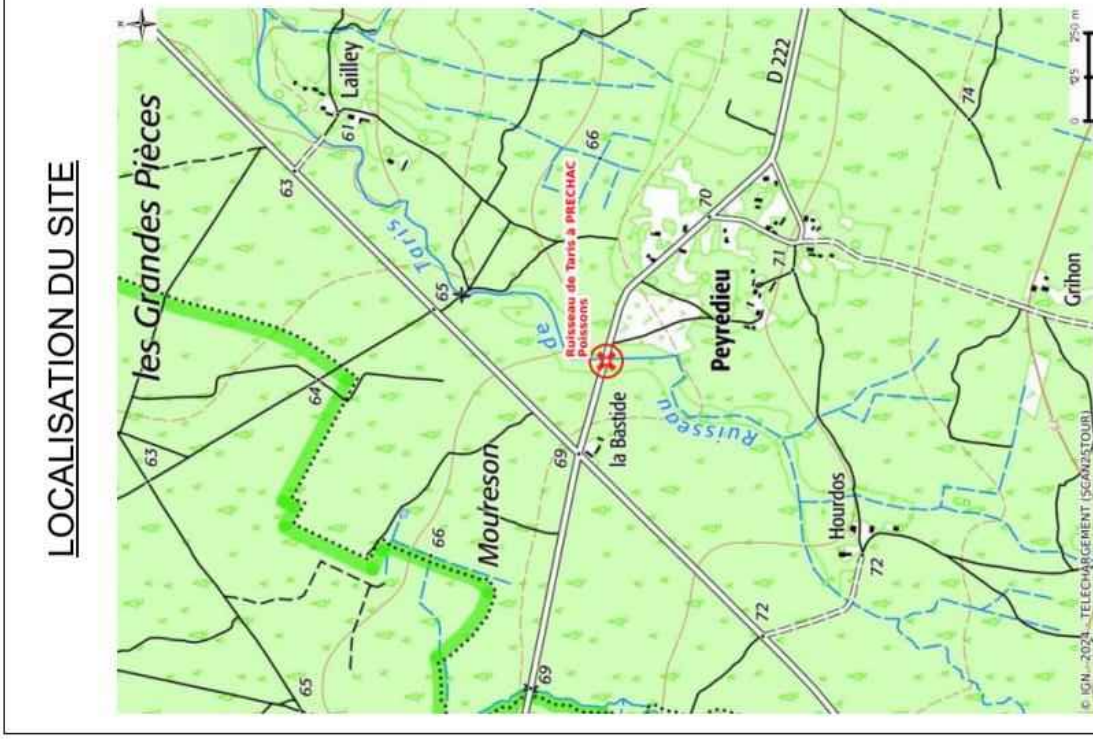 LOCALISATION DU SITE
les Grandes Pièces
Lailley
61
63
63
64
65
65
66
66
Taris
de
Ruisseau
Ruisseau de Taris à PRECHAC
Poissons
Moureson
69
69
la Bastide
Peyredieu
70
71
D 222
74
Hourdos
72
72
Grihon
0 125 250 m
N
© IGN - 2024 - TELECHARGEMENT (SCAN25TOUR)